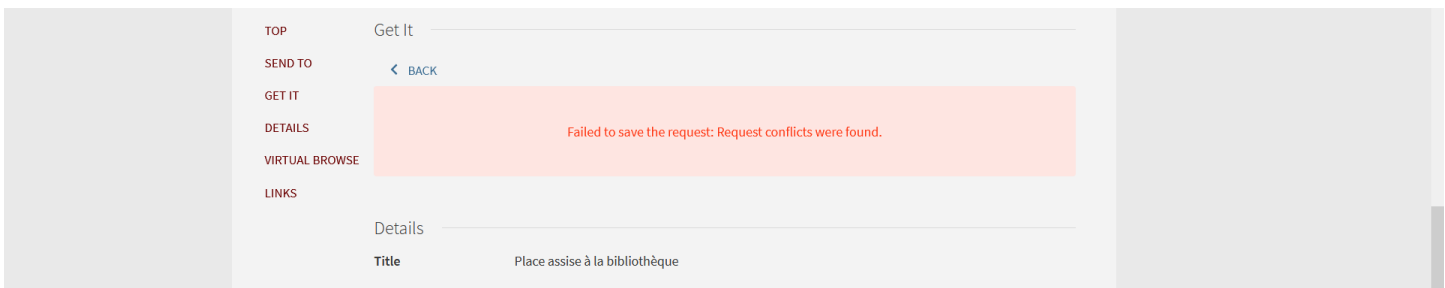 TOP
SEND TO
GET IT
DETAILS
VIRTUAL BROWSE
LINKS
Get It
BACK
Failed to save the request: Request conflicts were found.
Details
Title Place assise à la bibliothèque